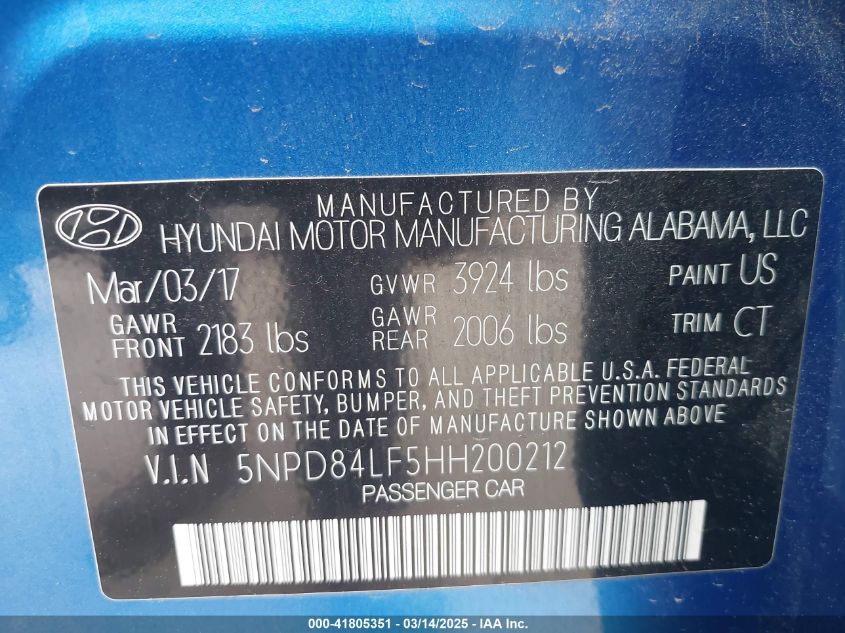 MANUFACTURED BY
HYUNDAI MOTOR MANUFACTURING ALABAMA, LLC
Mar/03/17 GVWR 3924 lbs PAINT US
GAWR FRONT 2183 lbs GAWR REAR 2006 lbs TRIM CT
THIS VEHICLE CONFORMS TO ALL APPLICABLE U.S.A. FEDERAL
MOTOR VEHICLE SAFETY, BUMPER, AND THEFT PREVENTION STANDARDS
IN EFFECT ON THE DATE OF MANUFACTURE SHOWN ABOVE
V.I.N 5NPD84LF5HH200212
PASSENGER CAR
000-41805351 - 03/14/2025 - IAA Inc.